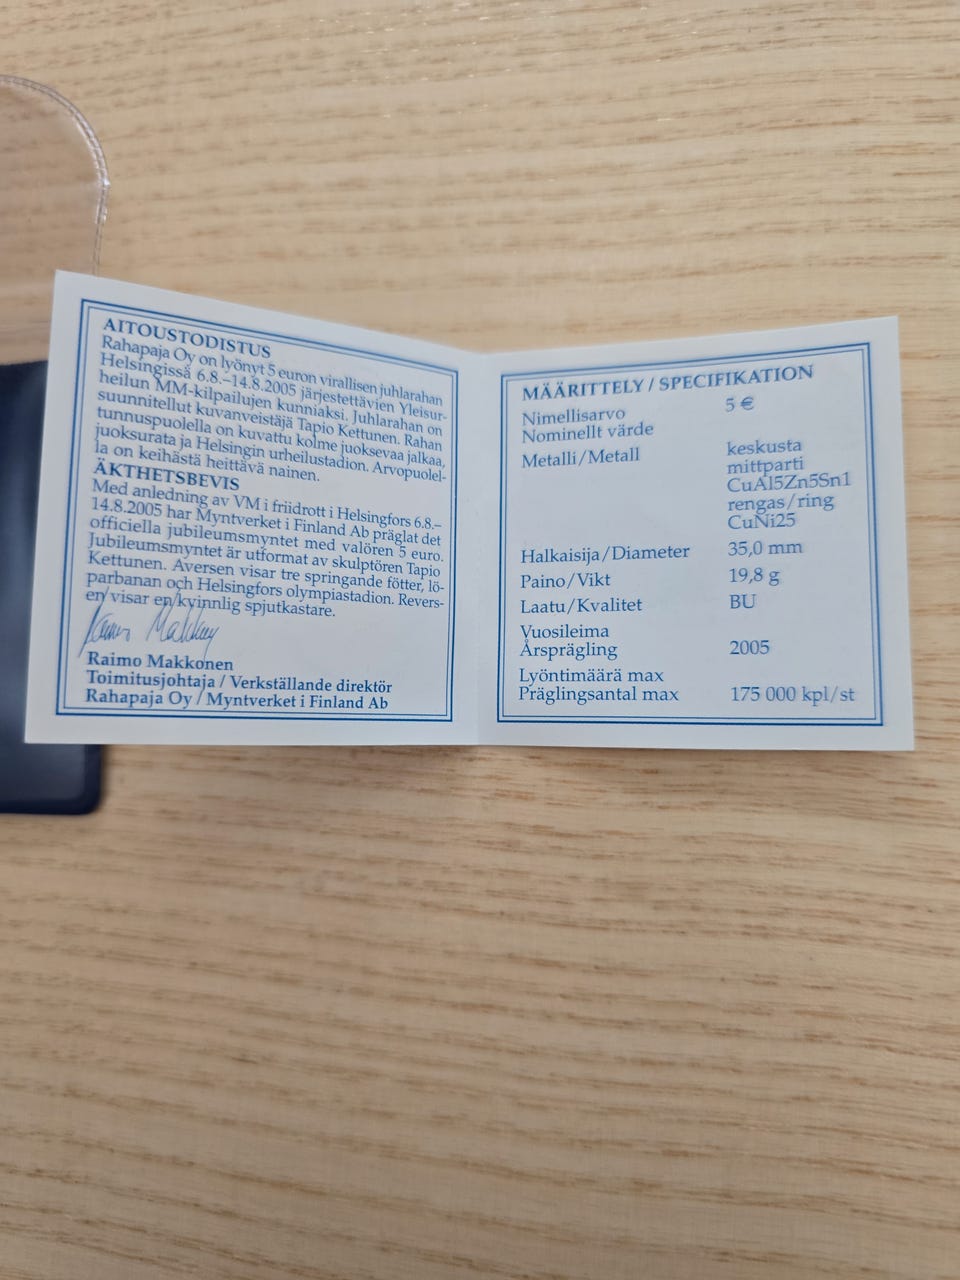 AITOUSTODISTUS
Rahapaja Oy on lyönyt 5 euron virallisen juhlarahan
Helsingissä 6.8.–14.8.2005 järjestettävien Yleisur-
heilun MM-kilpailujen kunniaksi. Juhlarahan on
suunnitellut kuvanveistäjä Tapio Kettunen. Rahan
tunnuspuolella on kuvattu kolme juoksevaa jalkaa,
juoksurata ja Helsingin urheilustadion. Arvopuolel-
la on keihästä heittävä nainen.
ÄKTHETSBEVIS
Med anledning av VM i friidrott i Helsingfors 6.8.–
14.8.2005 har Myntverket i Finland Ab präglat det
officiella jubileumsmyntet med valören 5 euro.
Jubileumsmyntet är utformat av skulptören Tapio
Kettunen. Aversen visar tre springande fötter, lö-
parbanan och Helsingfors olympiastadion. Revers-
en visar en kvinnlig spjutkastare.
Raimo Makkonen
Raimo Makkonen
Toimitusjohtaja / Verkställande direktör
Rahapaja Oy / Myntverket i Finland Ab
MÄÄRITTELY / SPECIFIKATION
Nimellisarvo 5 €
Nominellt värde
Metalli/Metall keskusta
mittparti
CuAl5Zn5Sn1
rengas/ring
CuNi25
Halkaisija/Diameter 35,0 mm
Paino/Vikt 19,8 g
Laatu/Kvalitet BU
Vuosileima
Årsprägling 2005
Lyöntimäärä max
Präglingsantal max 175 000 kpl/st